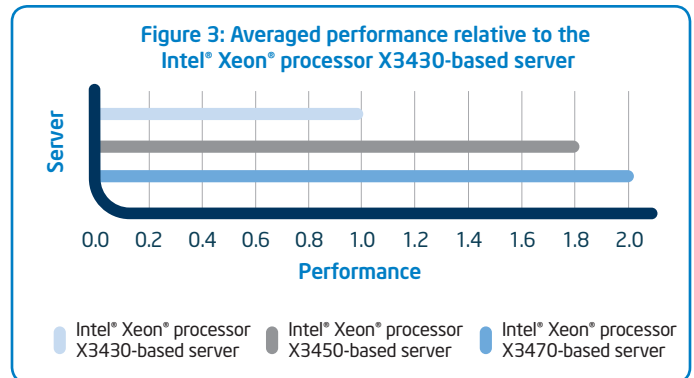 Figure 3: Averaged performance relative to the
Intel® Xeon® processor X3430-based server
Server
0.0 0.2 0.4 0.6 0.8 1.0 1.2 1.4 1.6 1.8 2.0
Performance
Intel® Xeon® processor
X3430-based server
Intel® Xeon® processor
X3450-based server
Intel® Xeon® processor
X3470-based server